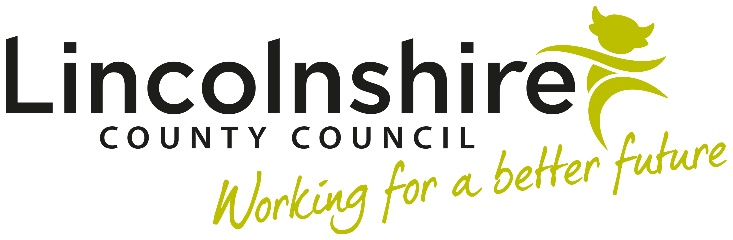 Lincolnshire
COUNTY COUNCIL
Working for a better future